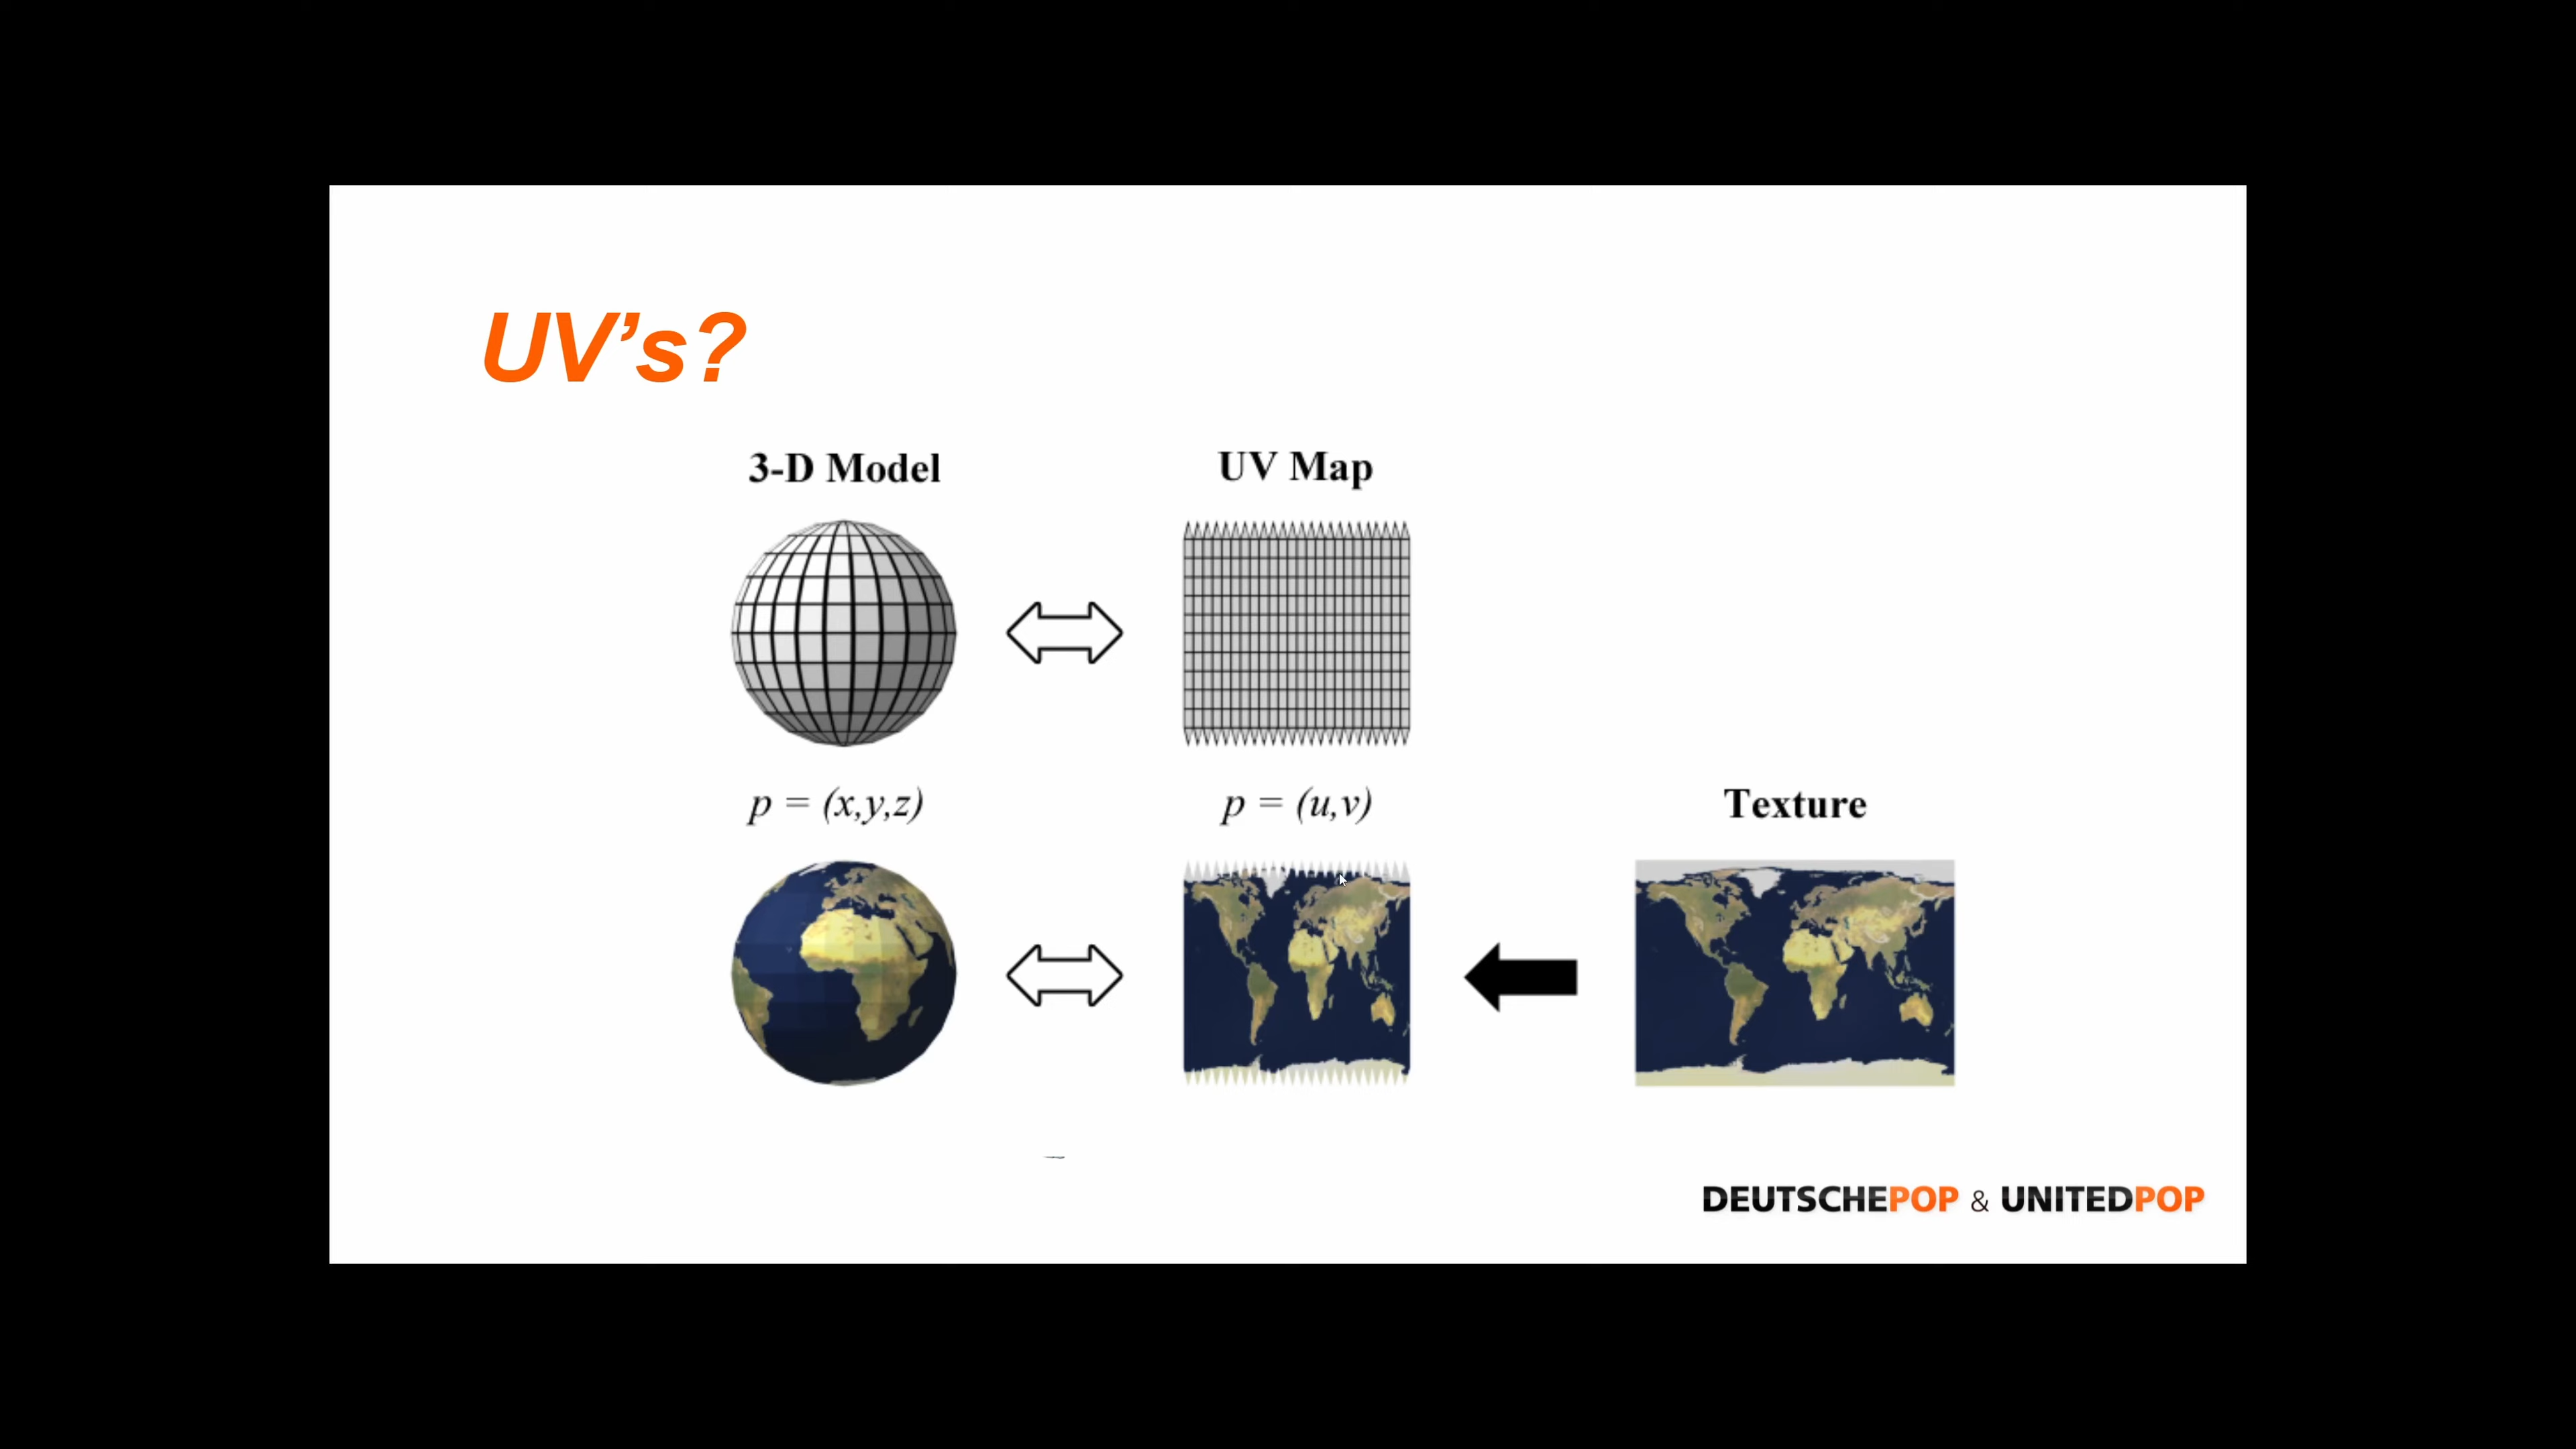 UV’s?
3-D Model
UV Map
p = (x,y,z)
p = (u,v)
Texture
DEUTSCHEPOP & UNITEDPOP